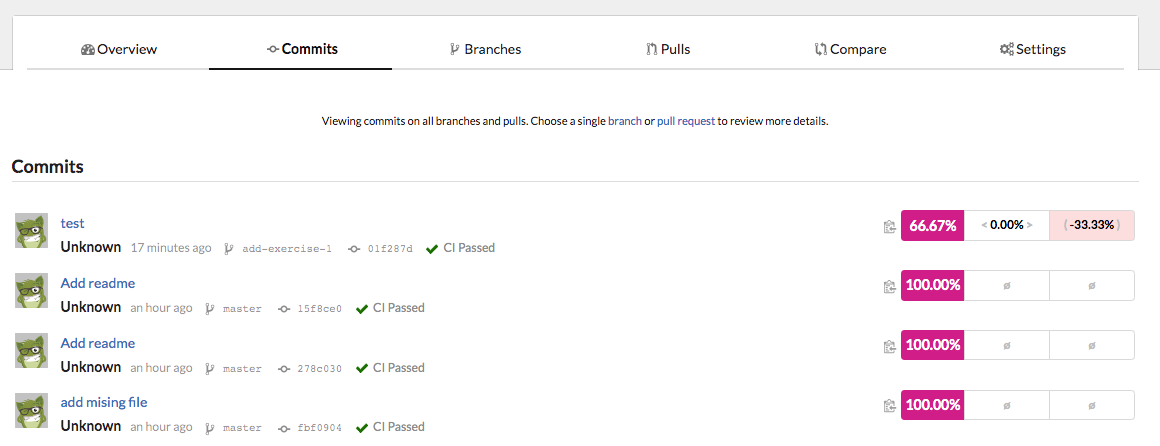 Overview Commits Branches Pulls Compare Settings
Viewing commits on all branches and pulls. Choose a single branch or pull request to review more details.
Commits
test
66.67% < 0.00% > ( -33.33% )
Unknown 17 minutes ago add-exercise-1 01f287d CI Passed
Add readme
100.00% ø ø
Unknown an hour ago master 15f8ce0 CI Passed
Add readme
100.00% ø ø
Unknown an hour ago master 278c030 CI Passed
add mising file
100.00% ø ø
Unknown an hour ago master fbf0904 CI Passed